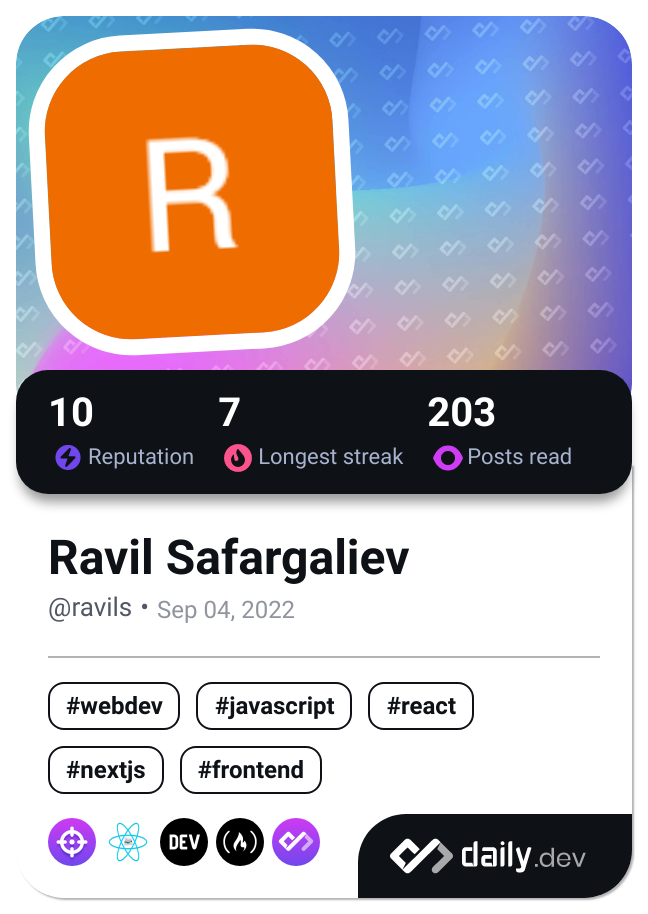 R
10 7 203
Reputation Longest streak Posts read
Ravil Safargaliev
@ravils • Sep 04, 2022
#webdev #javascript #react
#nextjs #frontend
DEV
daily.dev